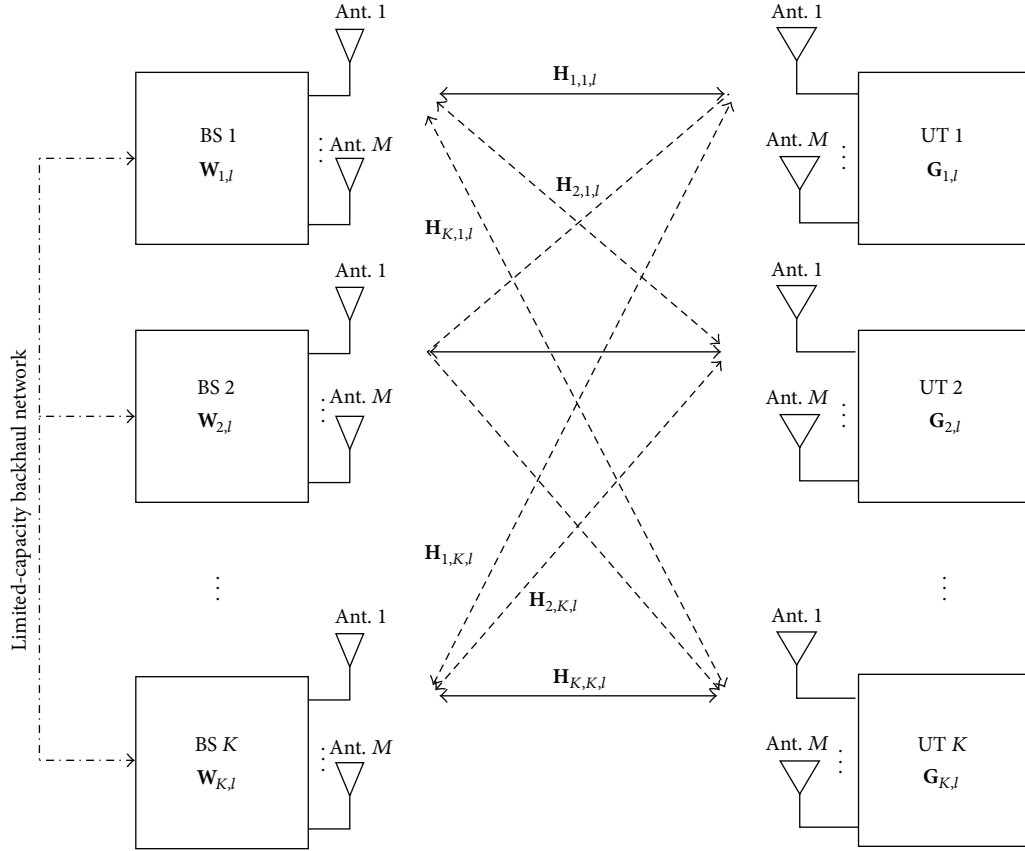 Limited-capacity backhaul network
Ant. 1
BS 1
W1,l
⋮
Ant. M
Ant. 1
BS 2
W2,l
⋮
Ant. M
⋮
Ant. 1
BS K
WK,l
⋮
Ant. M
H1,1,l
H2,1,l
HK,1,l
H1,K,l
H2,K,l
HK,K,l
Ant. 1
Ant. M
⋮
UT 1
G1,l
Ant. 1
Ant. M
⋮
UT 2
G2,l
⋮
Ant. 1
Ant. M
⋮
UT K
GK,l